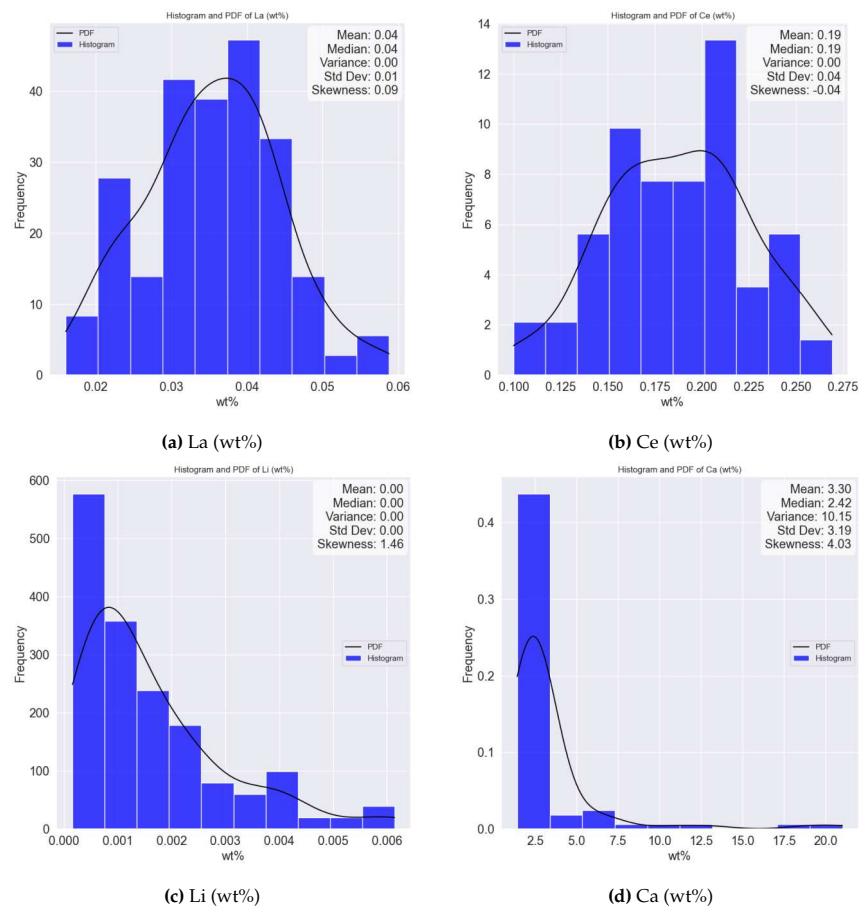 Histogram and PDF of La (wt%)
PDF
Histogram
Mean: 0.04
Median: 0.04
Variance: 0.00
Std Dev: 0.01
Skewness: 0.09
Frequency
40
30
20
10
0
0.02 0.03 0.04 0.05 0.06
wt%
(a) La (wt%)
Histogram and PDF of Ce (wt%)
PDF
Histogram
Mean: 0.19
Median: 0.19
Variance: 0.00
Std Dev: 0.04
Skewness: -0.04
Frequency
14
12
10
8
6
4
2
0
0.100 0.125 0.150 0.175 0.200 0.225 0.250 0.275
wt%
(b) Ce (wt%)
Histogram and PDF of Li (wt%)
Mean: 0.00
Median: 0.00
Variance: 0.00
Std Dev: 0.00
Skewness: 1.46
PDF
Histogram
Frequency
600
500
400
300
200
100
0
0.000 0.001 0.002 0.003 0.004 0.005 0.006
wt%
(c) Li (wt%)
Histogram and PDF of Ca (wt%)
Mean: 3.30
Median: 2.42
Variance: 10.15
Std Dev: 3.19
Skewness: 4.03
PDF
Histogram
Frequency
0.4
0.3
0.2
0.1
0.0
2.5 5.0 7.5 10.0 12.5 15.0 17.5 20.0
wt%
(d) Ca (wt%)